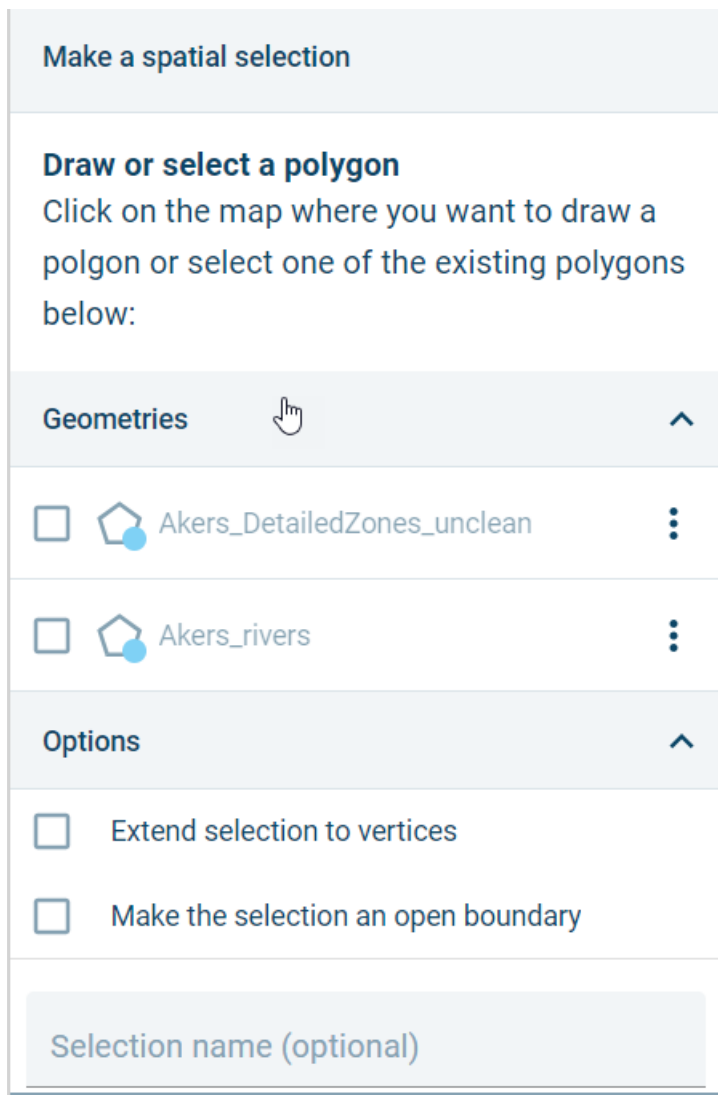 Make a spatial selection
Draw or select a polygon
Click on the map where you want to draw a
polgon or select one of the existing polygons
below:
Geometries
Akers_DetailedZones_unclean
Akers_rivers
Options
Extend selection to vertices
Make the selection an open boundary
Selection name (optional)